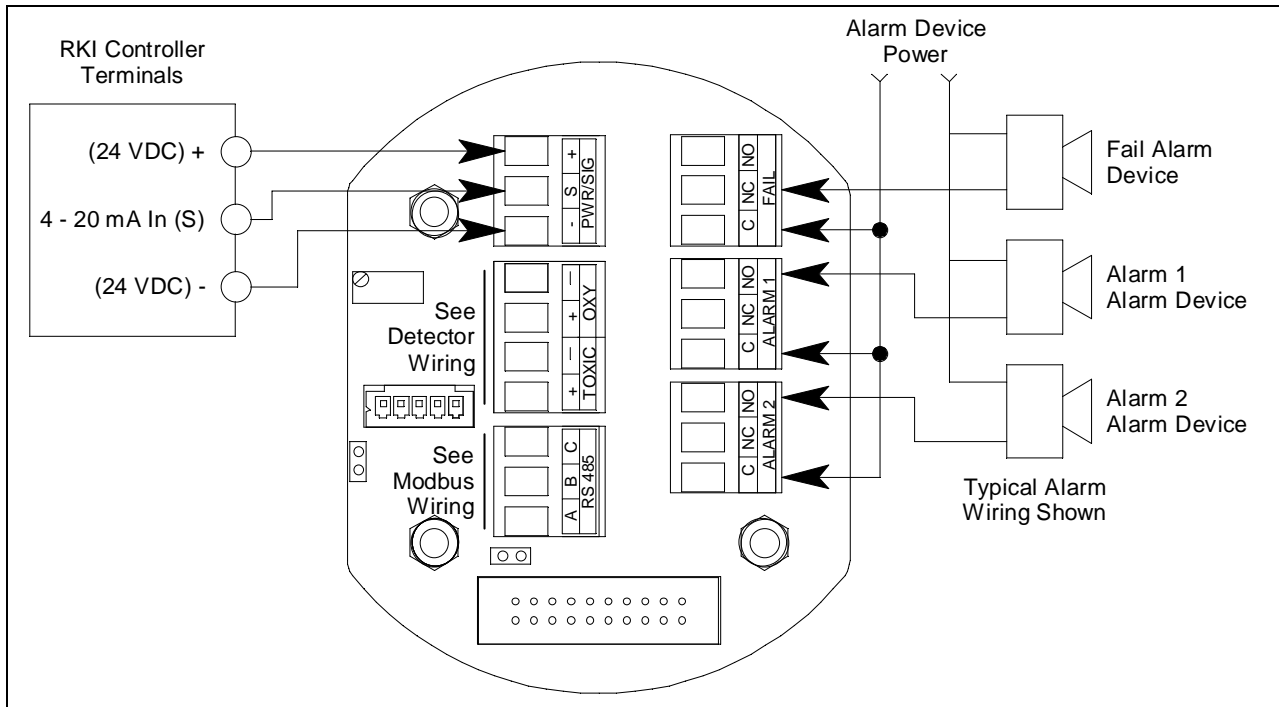 RKI Controller
Terminals
(24 VDC) +
4 - 20 mA In (S)
(24 VDC) -
+
S
-
PWR/SIG
See
Detector
Wiring
–
+
OXY
–
+
TOXIC
See
Modbus
Wiring
C
B
A
RS 485
Alarm Device
Power
NO
NC
C
FAIL
NO
NC
C
ALARM 1
NO
NC
C
ALARM 2
Fail Alarm
Device
Alarm 1
Alarm Device
Alarm 2
Alarm Device
Typical Alarm
Wiring Shown